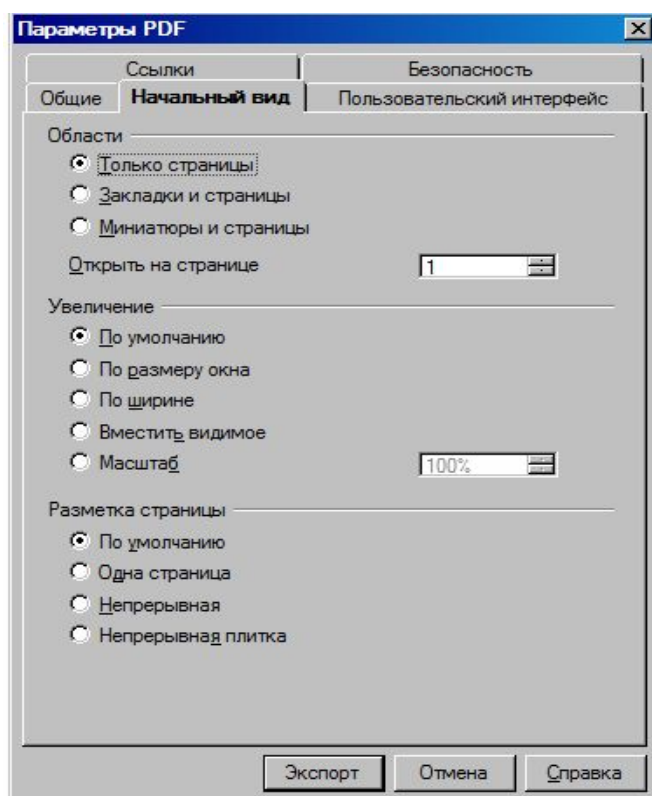 Параметры PDF
Ссылки Безопасность
Общие Начальный вид Пользовательский интерфейс
Области
Только страницы
Закладки и страницы
Миниатюры и страницы
Открыть на странице 1
Увеличение
По умолчанию
По размеру окна
По ширине
Вместить видимое
Масштаб 100%
Разметка страницы
По умолчанию
Одна страница
Непрерывная
Непрерывная плитка
Экспорт Отмена Справка